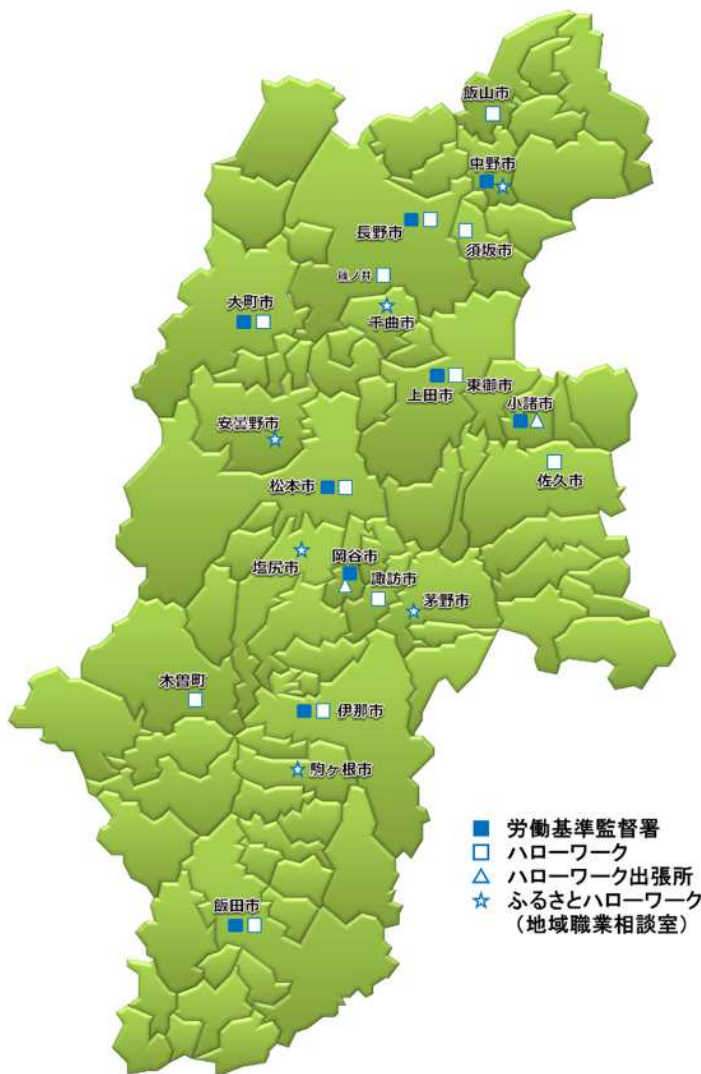 飯山市
中野市
長野市
須坂市
篠ノ井
大町市
千曲市
上田市
東御市
小諸市
安曇野市
佐久市
松本市
塩尻市
岡谷市
諏訪市
茅野市
木曽町
伊那市
駒ヶ根市
飯田市
労働基準監督署
ハローワーク
ハローワーク出張所
ふるさとハローワーク
（地域職業相談室）